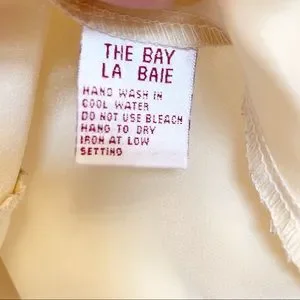 THE BAY
LA BAIE
HAND WASH IN
COOL WATER
DO NOT USE BLEACH
HANG TO DRY
IRON AT LOW
SETTING